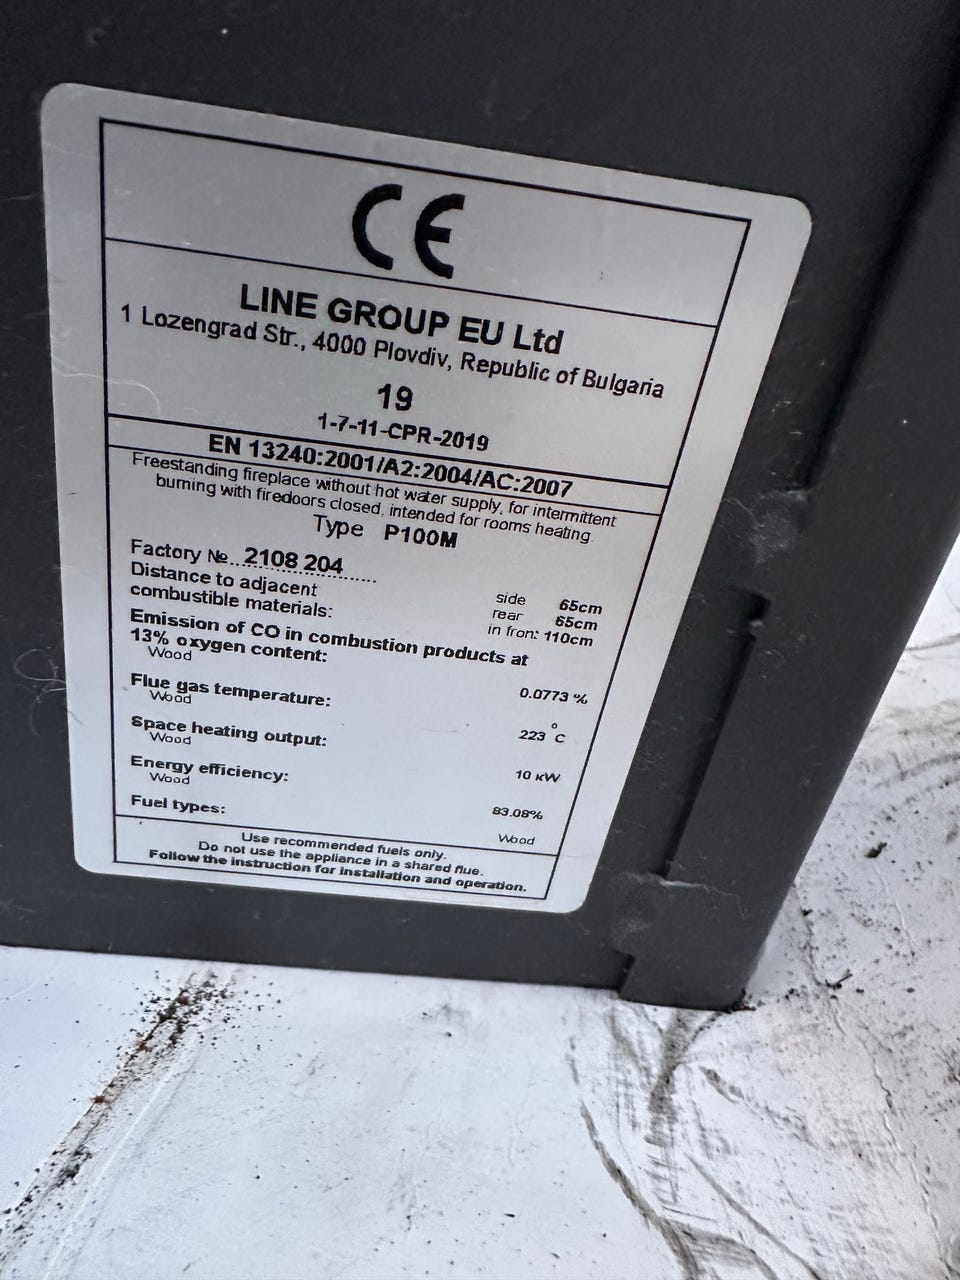 CE
LINE GROUP EU Ltd
1 Lozengrad Str., 4000 Plovdiv, Republic of Bulgaria
19
1-7-11-CPR-2019
EN 13240:2001/A2:2004/AC:2007
Freestanding fireplace without hot water supply, for intermittent
burning with firedoors closed, intended for rooms heating.
Type P100M
Factory №..2108 204......
Distance to adjacent
combustible materials:
side 65cm
rear 65cm
in front: 110cm
Emission of CO in combustion products at
13% oxygen content:
Wood 0.0773 %
Flue gas temperature:
Wood 223 °C
Space heating output:
Wood 10 кW
Energy efficiency:
Wood 83.08%
Fuel types: Wood
Use recommended fuels only.
Do not use the appliance in a shared flue.
Follow the instruction for installation and operation.